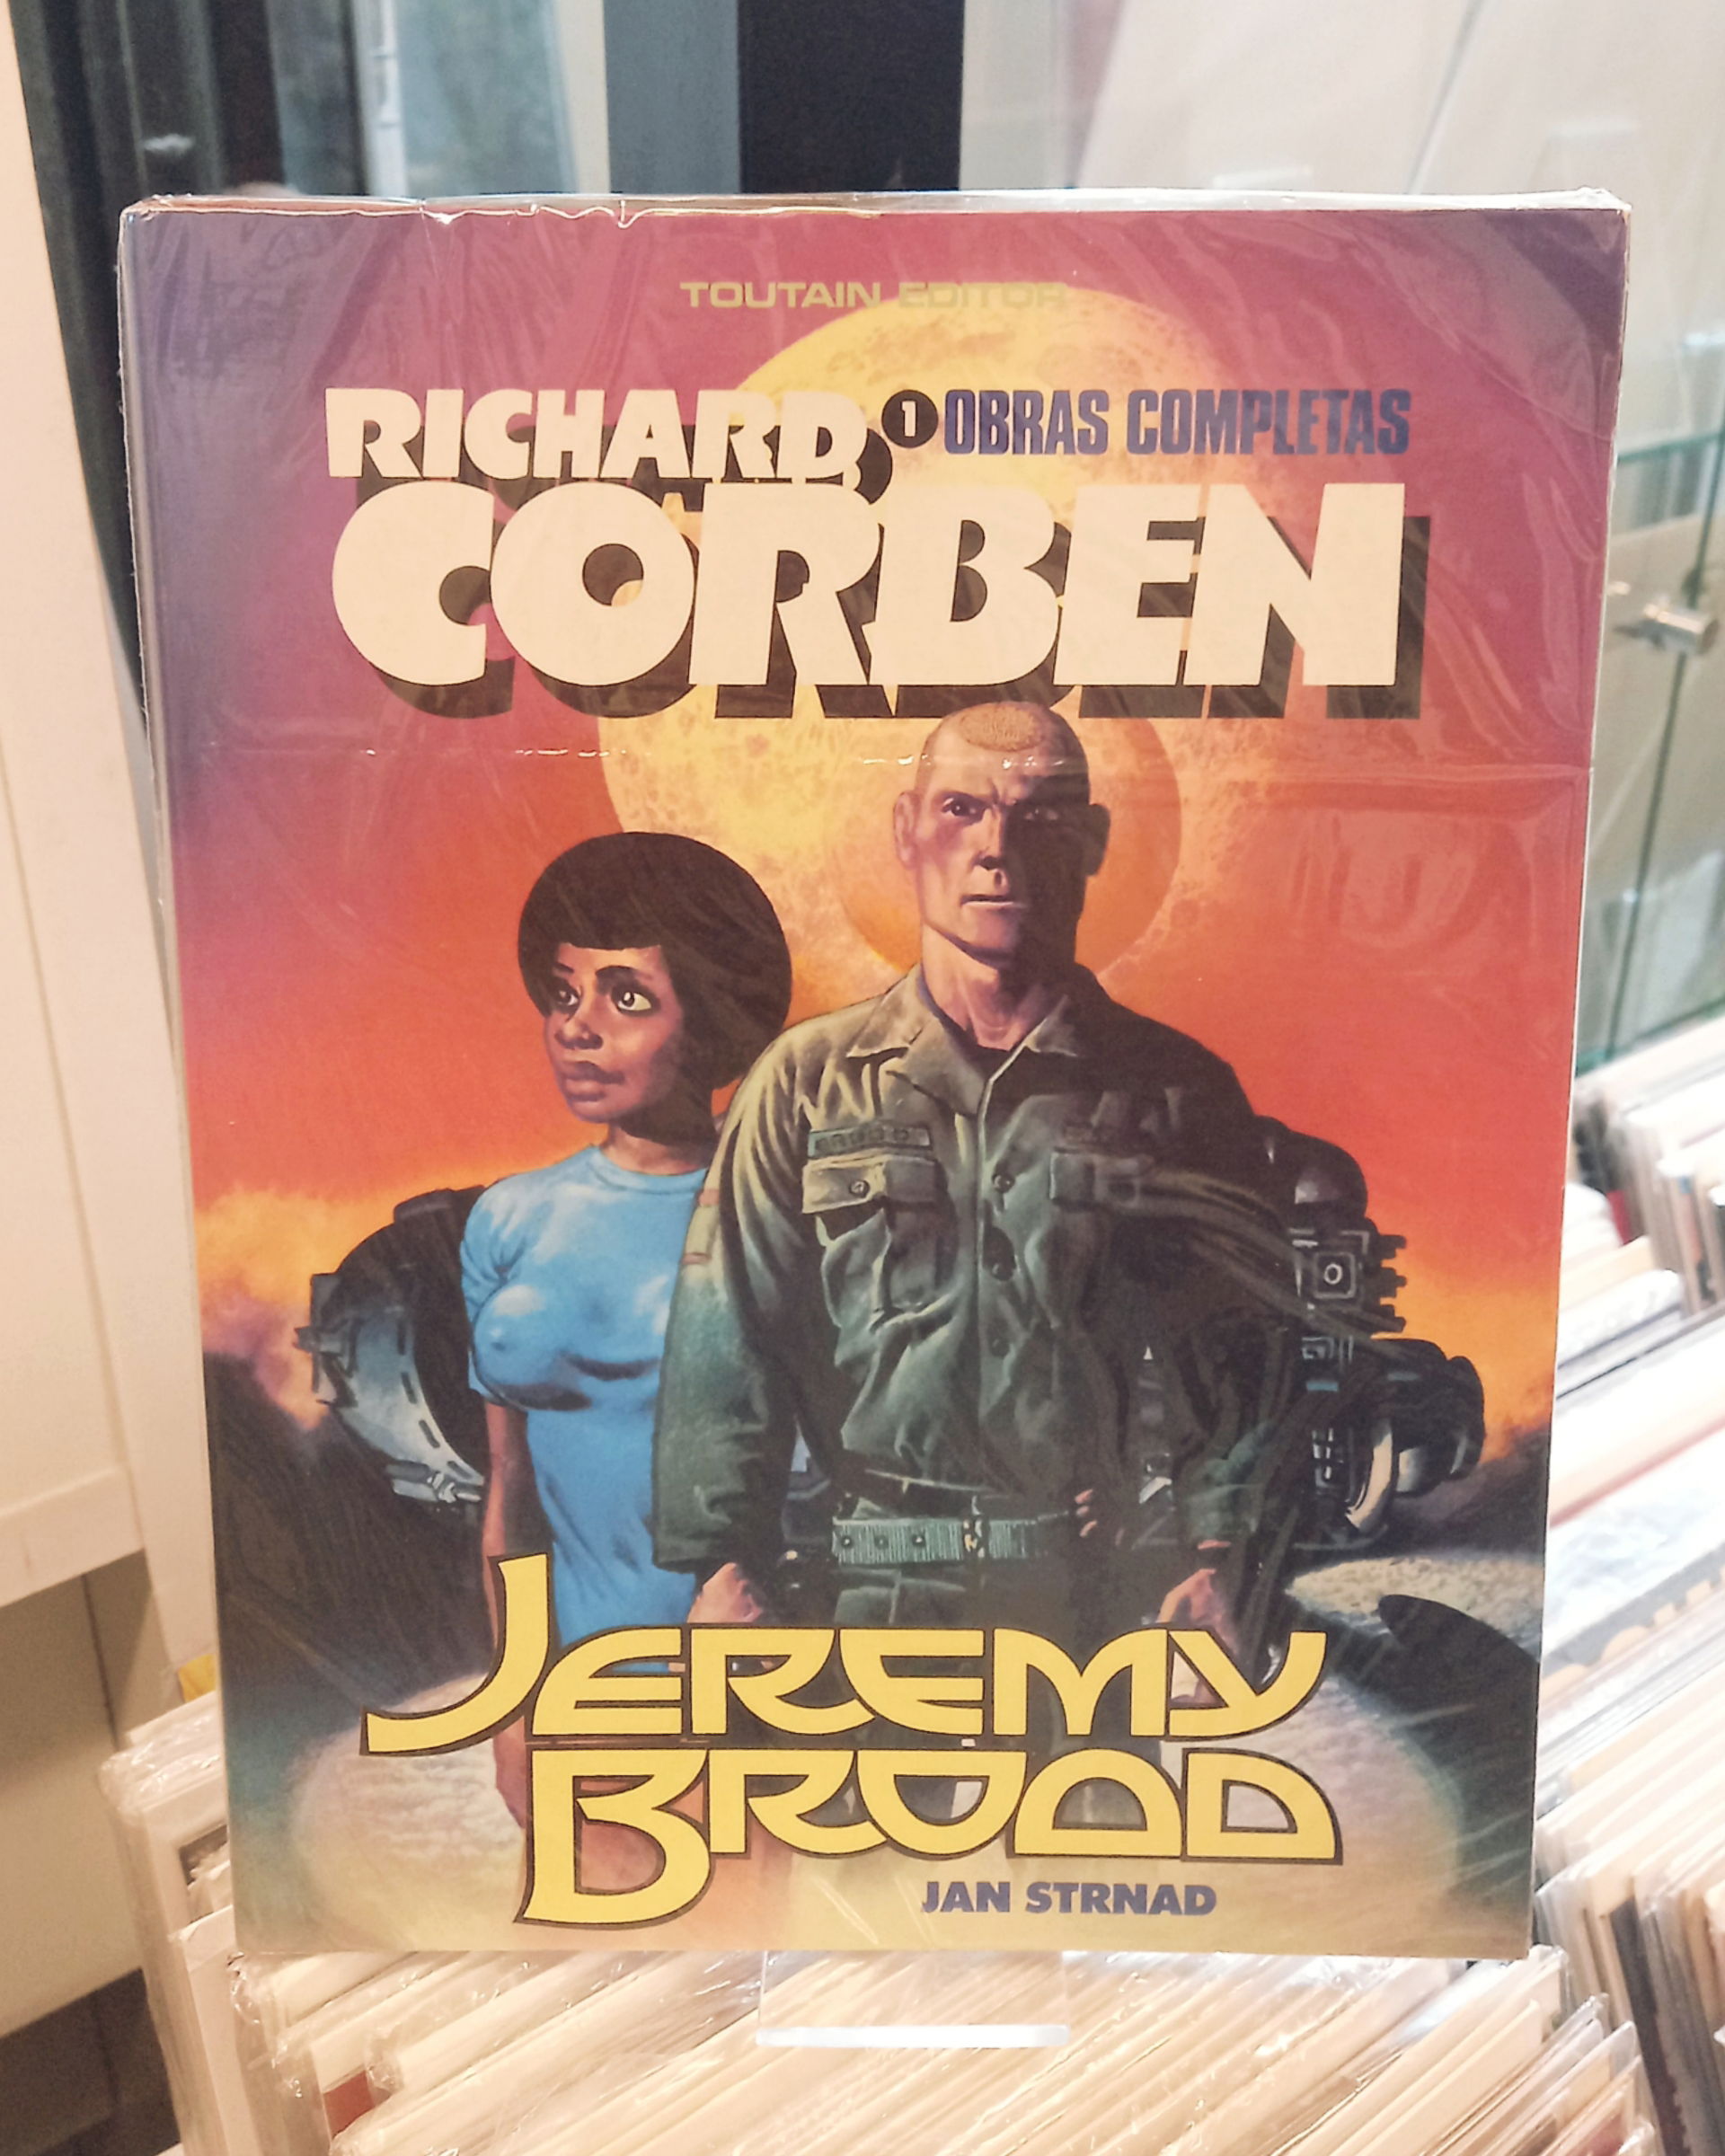 TOUTAIN EDITOR
RICHARD 1 OBRAS COMPLETAS
CORBEN
JEREMY
BROOD
JAN STRNAD